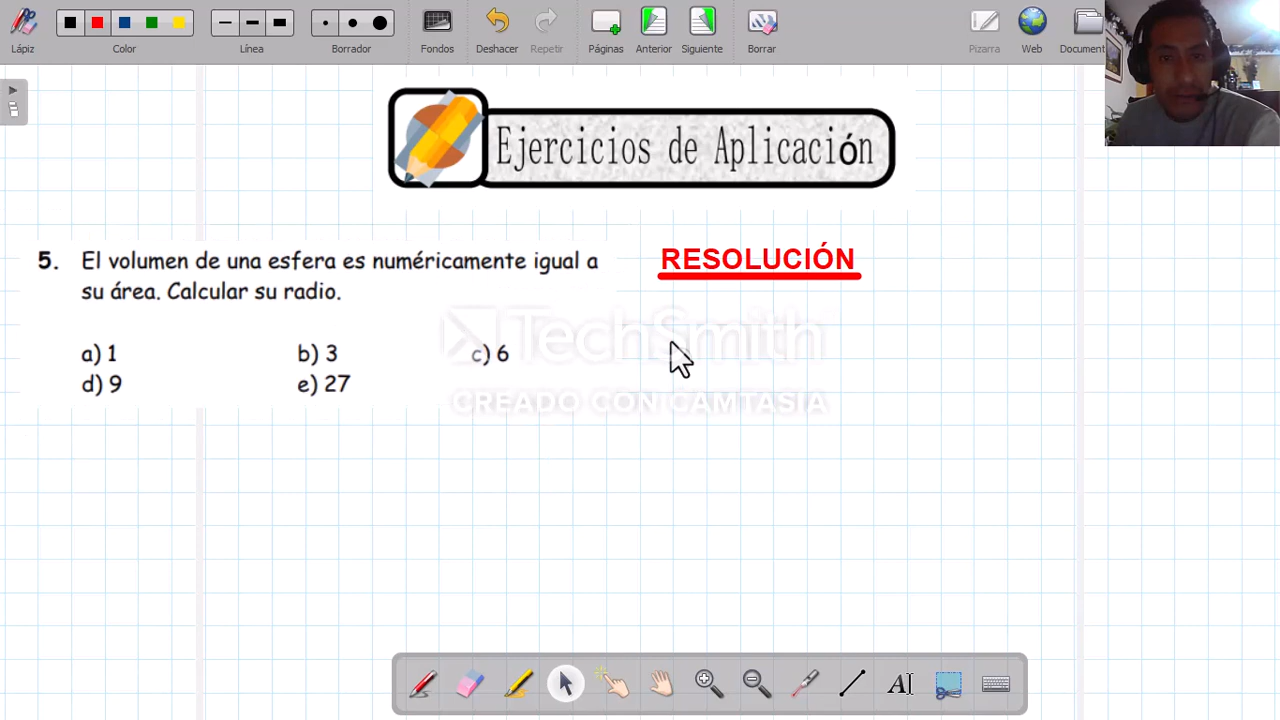 Lápiz
Color
Línea
Borrador
Fondos
Deshacer
Repetir
Páginas
Anterior
Siguiente
Borrar
Pizarra
Web
Document
Ejercicios de Aplicación
5. El volumen de una esfera es numéricamente igual a
su área. Calcular su radio.
a) 1 b) 3 c) 6
d) 9 e) 27
RESOLUCIÓN
TechSmith
CREADO CON CAMTASIA